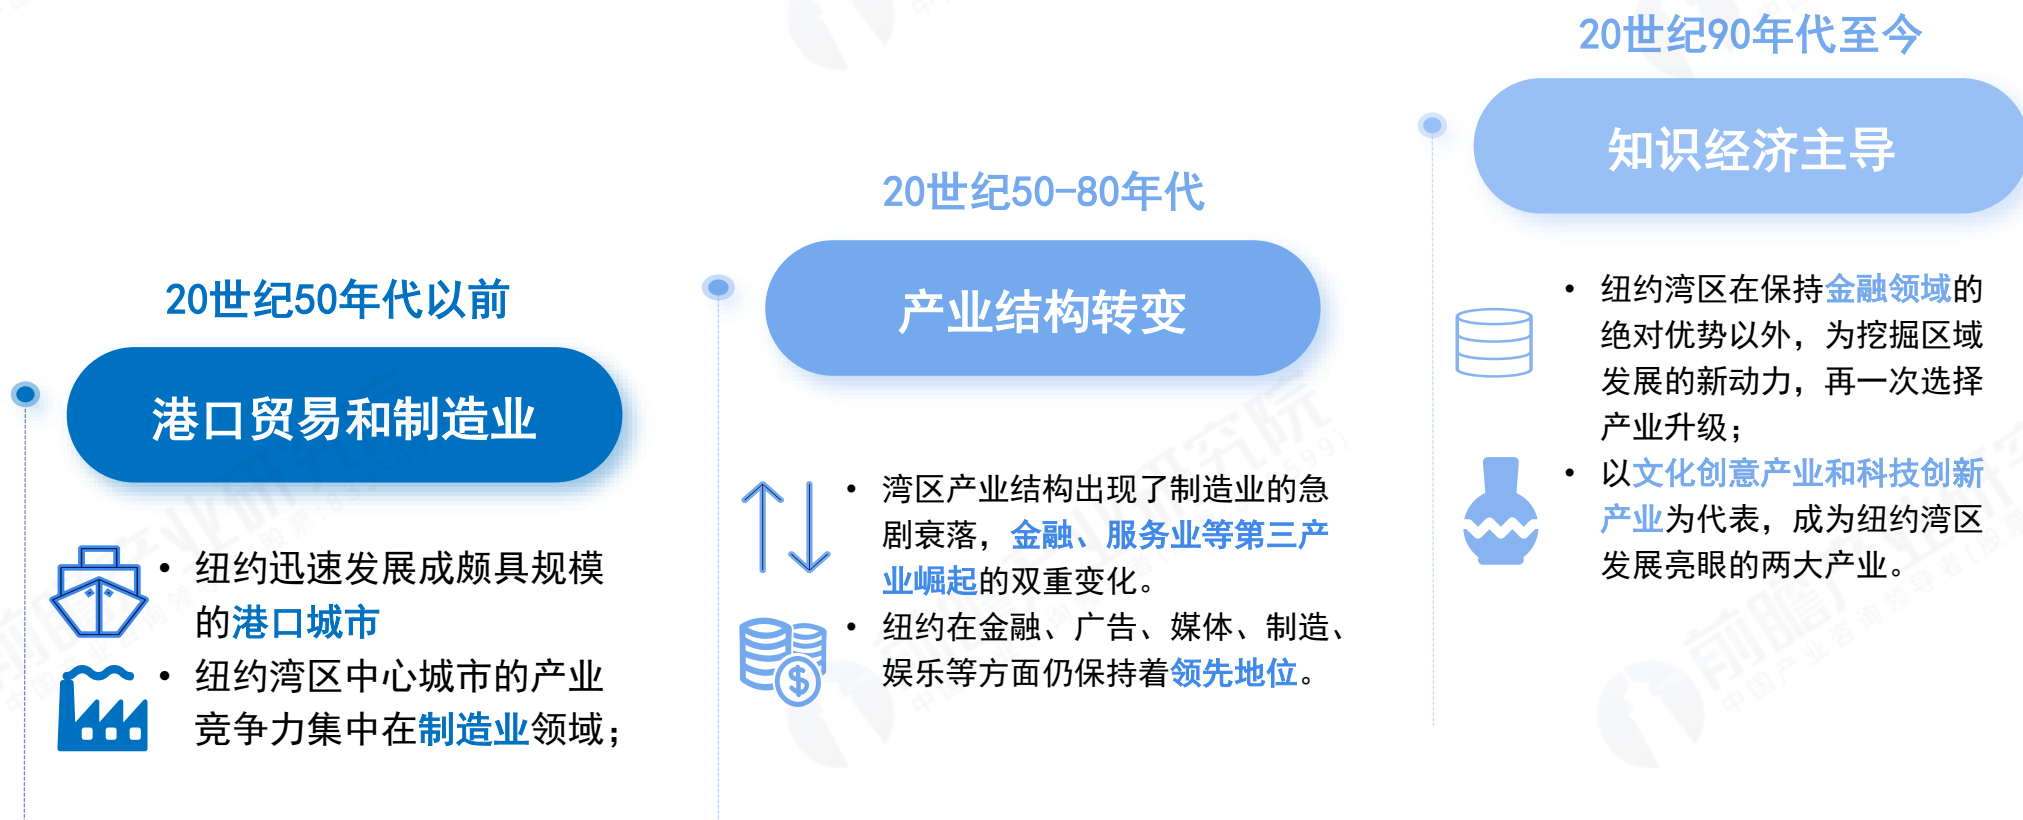 20世纪50年代以前
港口贸易和制造业
• 纽约迅速发展成颇具规模
的港口城市
• 纽约湾区中心城市的产业
竞争力集中在制造业领域；
20世纪50-80年代
产业结构转变
• 湾区产业结构出现了制造业的急
剧衰落，金融、服务业等第三产
业崛起的双重变化。
• 纽约在金融、广告、媒体、制造、
娱乐等方面仍保持着领先地位。
20世纪90年代至今
知识经济主导
• 纽约湾区在保持金融领域的
绝对优势以外，为挖掘区域
发展的新动力，再一次选择
产业升级；
• 以文化创意产业和科技创新
产业为代表，成为纽约湾区
发展亮眼的两大产业。